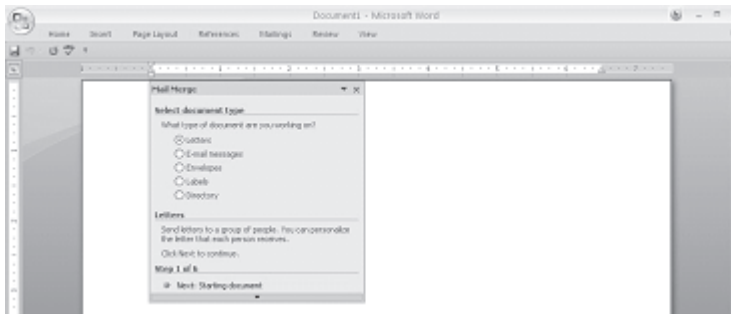 Document1 - Microsoft Word
Home Insert Page Layout References Mailings Review View
Mail Merge
Select document type
What type of document are you working on?
Letters
E-mail messages
Envelopes
Labels
Directory
Letters
Send letters to a group of people. You can personalize
the letter that each person receives.
Click Next to continue.
Step 1 of 6
Next: Starting document